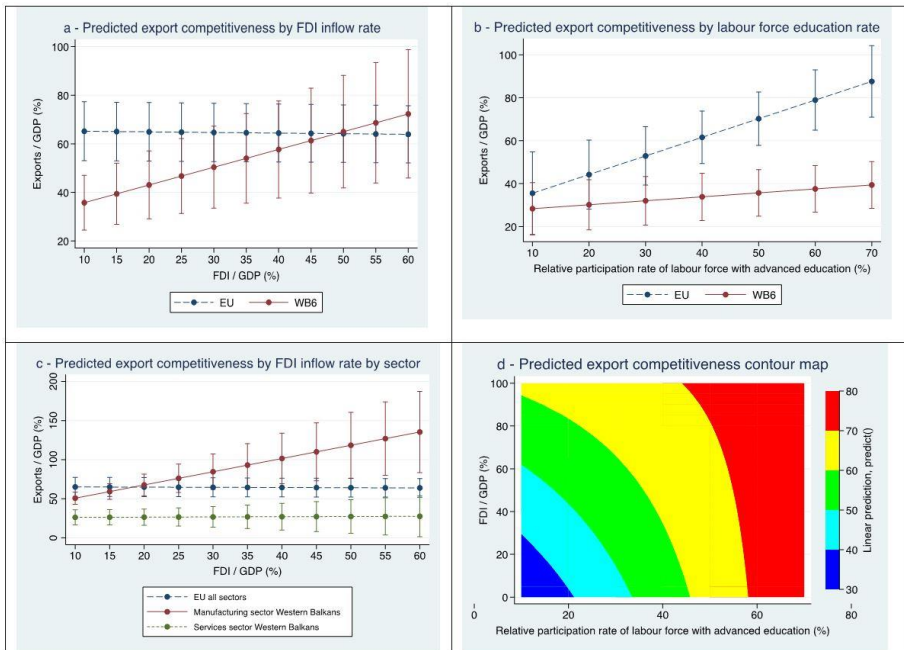 a - Predicted export competitiveness by FDI inflow rate
Exports / GDP (%)
100
80
60
40
20
10 15 20 25 30 35 40 45 50 55 60
FDI / GDP (%)
EU WB6
b - Predicted export competitiveness by labour force education rate
Exports / GDP (%)
100
80
60
40
20
10 20 30 40 50 60 70
Relative participation rate of labour force with advanced education (%)
EU WB6
c - Predicted export competitiveness by FDI inflow rate by sector
Exports / GDP (%)
200
150
100
50
0
10 15 20 25 30 35 40 45 50 55 60
FDI / GDP (%)
EU all sectors
Manufacturing sector Western Balkans
Services sector Western Balkans
d - Predicted export competitiveness contour map
FDI / GDP (%)
100
80
60
40
20
0
0 20 40 60 80
Relative participation rate of labour force with advanced education (%)
80
70
60
50
40
30
Linear prediction, predict()